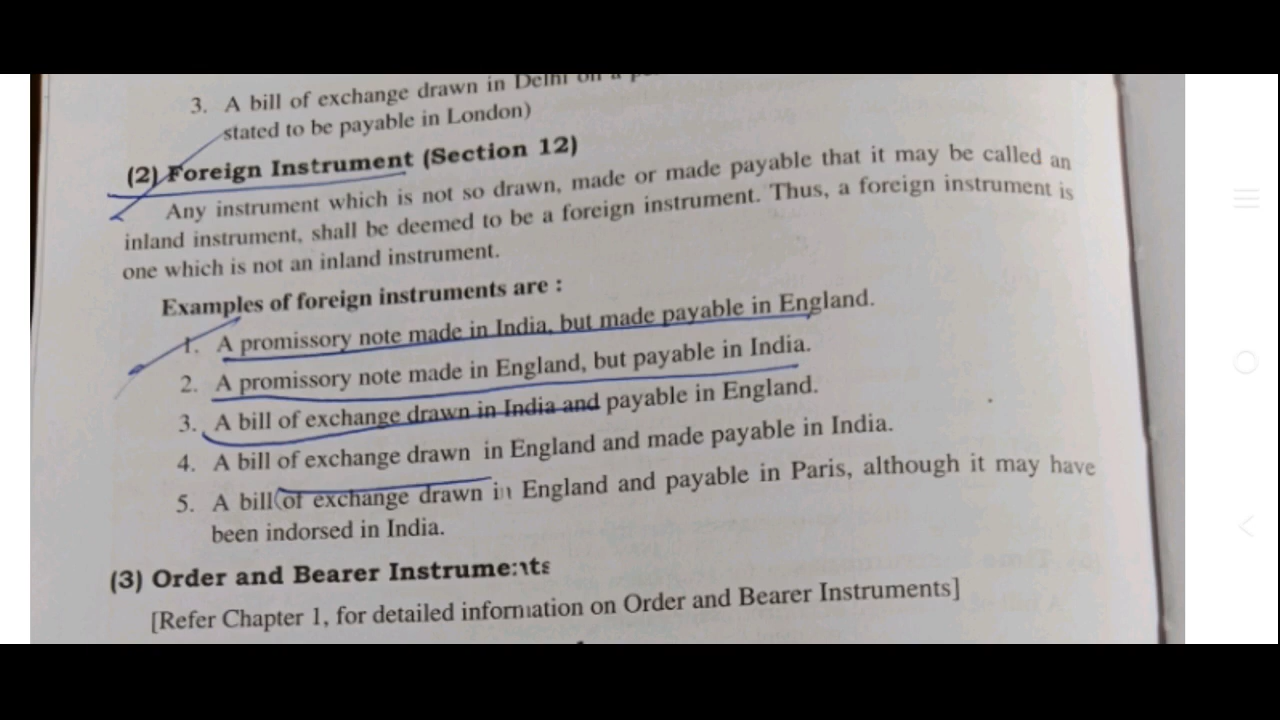 3. A bill of exchange drawn in Delhi on a
stated to be payable in London)
(2) Foreign Instrument (Section 12)
Any instrument which is not so drawn, made or made payable that it may be called an
inland instrument, shall be deemed to be a foreign instrument. Thus, a foreign instrument is
one which is not an inland instrument.
Examples of foreign instruments are :
1. A promissory note made in India, but made payable in England.
2. A promissory note made in England, but payable in India.
3. A bill of exchange drawn in India and payable in England.
4. A bill of exchange drawn in England and made payable in India.
5. A bill of exchange drawn in England and payable in Paris, although it may have
been indorsed in India.
(3) Order and Bearer Instruments
[Refer Chapter 1, for detailed information on Order and Bearer Instruments]